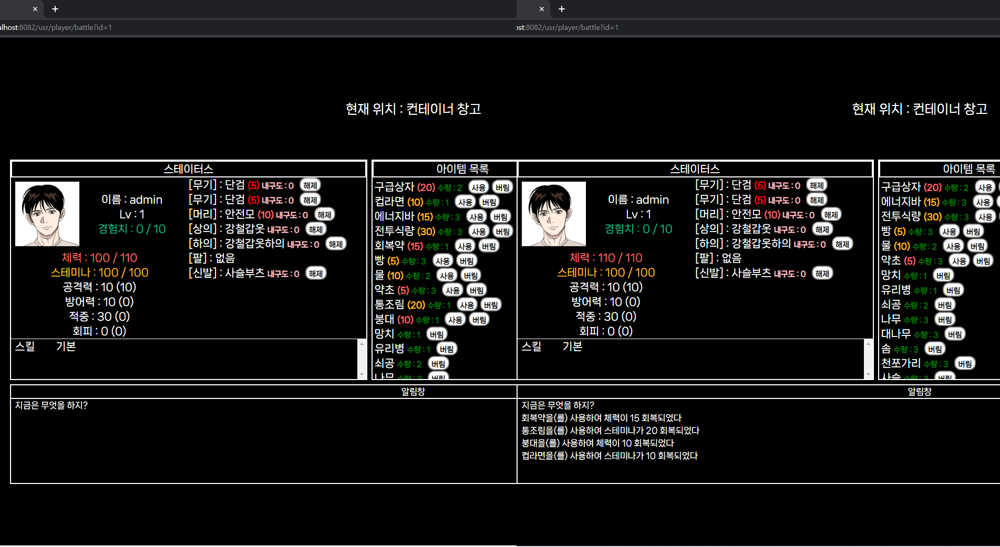 alhost:8082/usr/player/battle?id=1
현재 위치 : 컨테이너 창고
스테이터스
이름 : admin
Lv : 1
경험치 : 0 / 10
체력 : 100 / 110
스테미나 : 100 / 100
공격력 : 10 (10)
방어력 : 10 (0)
적중 : 30 (0)
회피 : 0 (0)
[무기] : 단검 (5) 내구도 : 0 해제
[무기] : 단검 (5) 내구도 : 0 해제
[머리] : 안전모 (10) 내구도 : 0 해제
[상의] : 강철갑옷 내구도 : 0 해제
[하의] : 강철갑옷하의 내구도 : 0 해제
[팔] : 없음
[신발] : 사슬부츠 내구도 : 0 해제
스킬 기본
아이템 목록
구급상자 (20) 수량 : 2 사용 버림
컵라면 (10) 수량 : 1 사용 버림
에너지바 (15) 수량 : 3 사용 버림
전투식량 (30) 수량 : 3 사용 버림
회복약 (15) 수량 : 1 사용 버림
빵 (5) 수량 : 3 사용 버림
물 (10) 수량 : 2 사용 버림
약초 (5) 수량 : 3 사용 버림
통조림 (20) 수량 : 1 사용 버림
붕대 (10) 수량 : 1 사용 버림
망치 수량 : 1 버림
유리병 수량 : 1 버림
쇠공 수량 : 2 버림
나무 수량 : 3 버림
알림창
지금은 무엇을 하지?
ost:8082/usr/player/battle?id=1
현재 위치 : 컨테이너 창고
스테이터스
이름 : admin
Lv : 1
경험치 : 0 / 10
체력 : 110 / 110
스테미나 : 100 / 100
공격력 : 10 (10)
방어력 : 10 (0)
적중 : 30 (0)
회피 : 0 (0)
[무기] : 단검 (5) 내구도 : 0 해제
[무기] : 단검 (5) 내구도 : 0 해제
[머리] : 안전모 (10) 내구도 : 0 해제
[상의] : 강철갑옷 내구도 : 0 해제
[하의] : 강철갑옷하의 내구도 : 0 해제
[팔] : 없음
[신발] : 사슬부츠 내구도 : 0 해제
스킬 기본
아이템 목록
구급상자 (20) 수량 : 2 사용
에너지바 (15) 수량 : 3 사용
전투식량 (30) 수량 : 3 사용
빵 (5) 수량 : 3 사용 버림
물 (10) 수량 : 2 사용 버림
약초 (5) 수량 : 3 사용 버림
망치 수량 : 1 버림
유리병 수량 : 1 버림
쇠공 수량 : 2 버림
나무 수량 : 3 버림
대나무 수량 : 3 버림
솜 수량 : 3 버림
천쪼가리 수량 : 3 버림
사슬 수량 : 3 버림
알림창
지금은 무엇을 하지?
회복약을(를) 사용하여 체력이 15 회복되었다
통조림을(를) 사용하여 스테미나가 20 회복되었다
붕대을(를) 사용하여 체력이 10 회복되었다
컵라면을(를) 사용하여 스테미나가 10 회복되었다